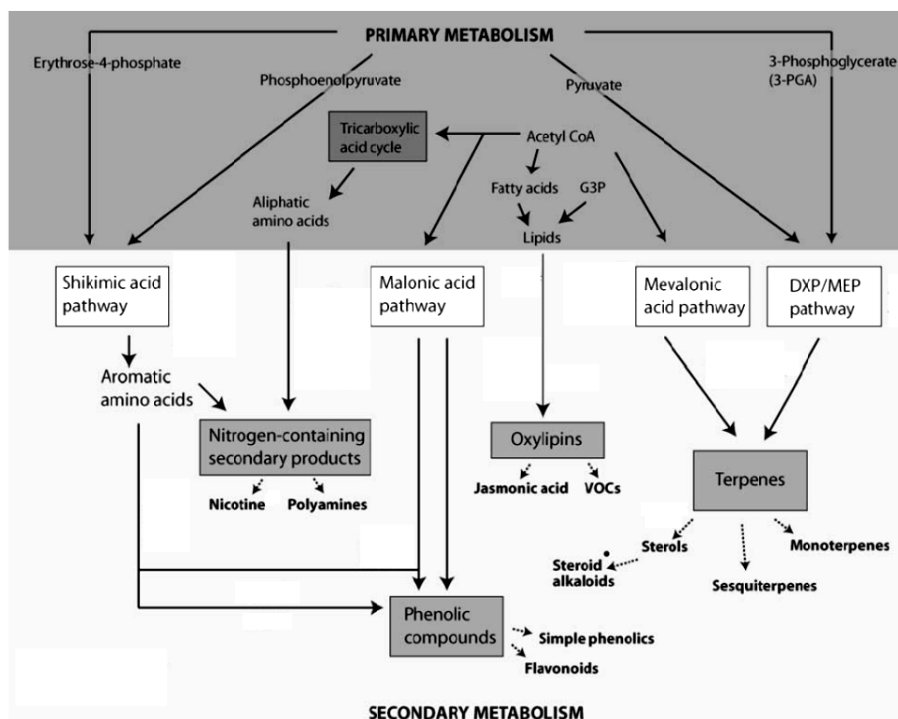 PRIMARY METABOLISM
Erythrose-4-phosphate
Phosphoenolpyruvate
Pyruvate
3-Phosphoglycerate
(3-PGA)
Tricarboxylic
acid cycle
Acetyl CoA
Fatty acids
G3P
Aliphatic
amino acids
Lipids
Shikimic acid
pathway
Malonic acid
pathway
Mevalonic
acid pathway
DXP/MEP
pathway
Aromatic
amino acids
Nitrogen-containing
secondary products
Oxylipins
Terpenes
Nicotine
Polyamines
Jasmonic acid
VOCs
Sterols
Monoterpenes
Steroid
alkaloids
Sesquiterpenes
Phenolic
compounds
Simple phenolics
Flavonoids
SECONDARY METABOLISM